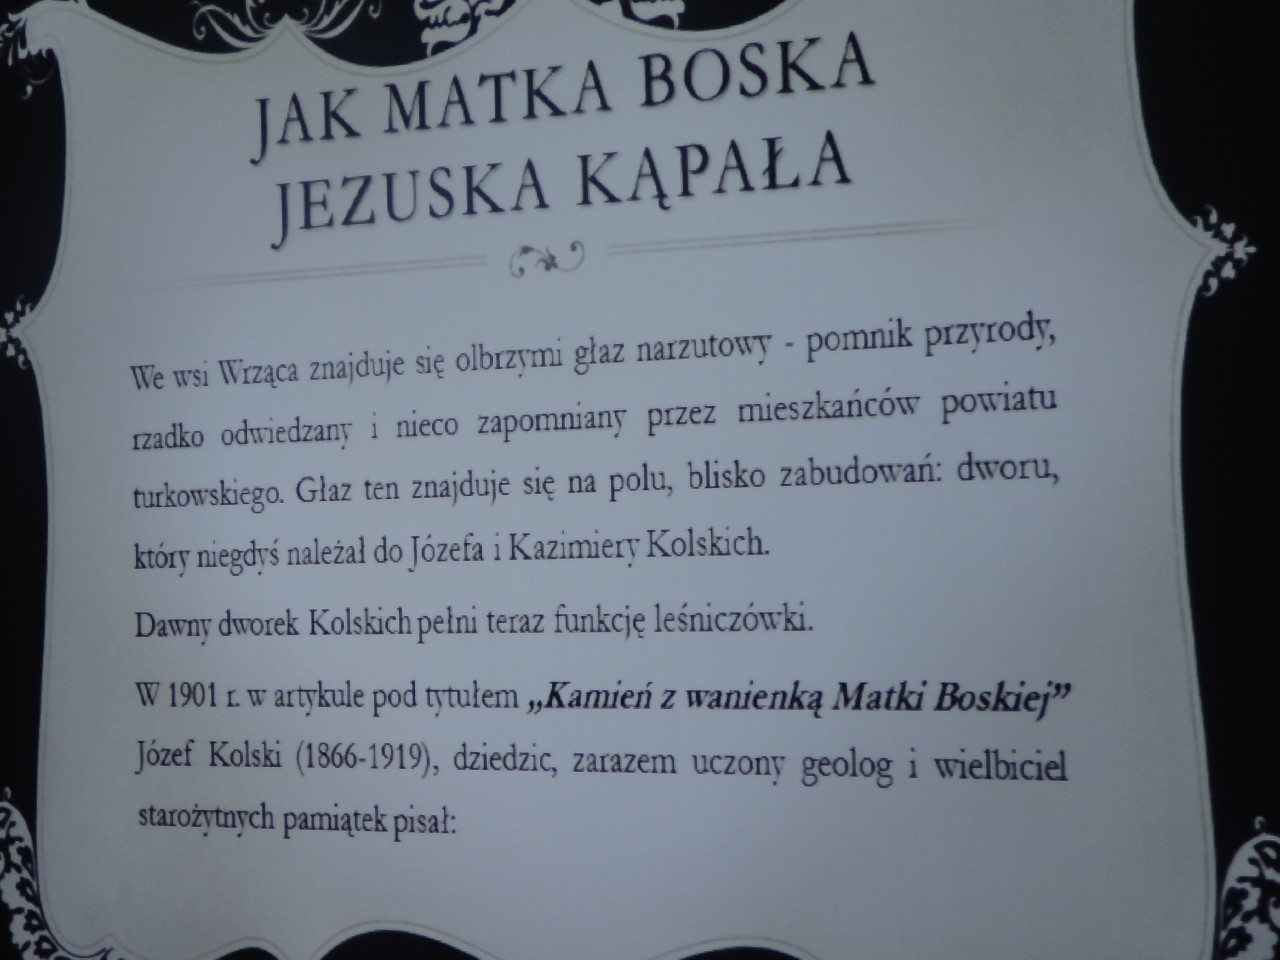 JAK MATKA BOSKA
JEZUSKA KĄPAŁA
We wsi Wrząca znajduje się olbrzymi głaz narzutowy - pomnik przyrody,
rzadko odwiedzany i nieco zapomniany przez mieszkańców powiatu
turkowskiego. Głaz ten znajduje się na polu, blisko zabudowań: dworu,
który niegdyś należał do Józefa i Kazimiery Kolskich.
Dawny dworek Kolskich pełni teraz funkcję leśniczówki.
W 1901 r. w artykule pod tytułem „Kamień z wanienką Matki Boskiej”
Józef Kolski (1866-1919), dziedzic, zarazem uczony geolog i wielbiciel
starożytnych pamiątek pisał: